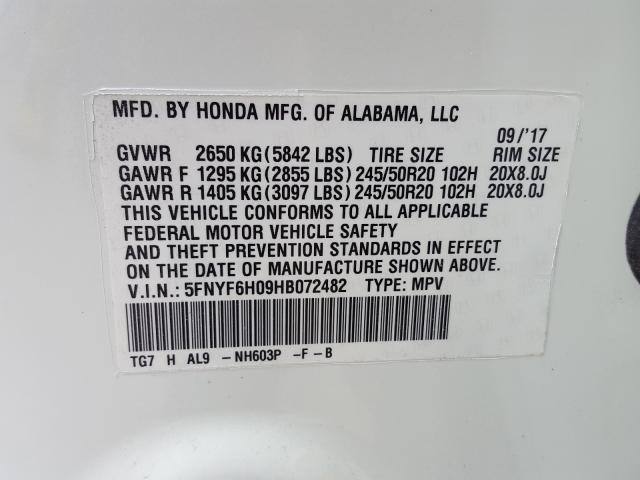 MFD. BY HONDA MFG. OF ALABAMA, LLC
09/'17
GVWR 2650 KG (5842 LBS) TIRE SIZE RIM SIZE
GAWR F 1295 KG (2855 LBS) 245/50R20 102H 20X8.0J
GAWR R 1405 KG (3097 LBS) 245/50R20 102H 20X8.0J
THIS VEHICLE CONFORMS TO ALL APPLICABLE
FEDERAL MOTOR VEHICLE SAFETY
AND THEFT PREVENTION STANDARDS IN EFFECT
ON THE DATE OF MANUFACTURE SHOWN ABOVE.
V.I.N.: 5FNYF6H09HB072482 TYPE: MPV
TG7 H AL9 -NH603P -F-B